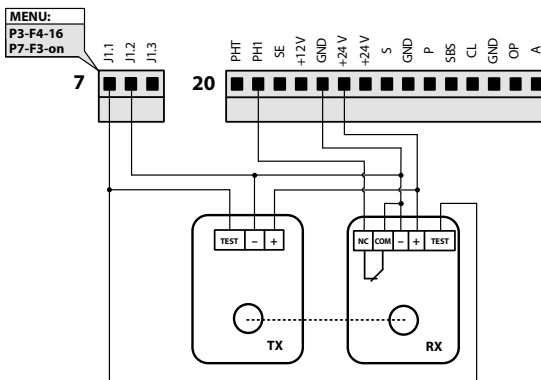 MENU:
P3-F4-16
P7-F3-on
J1.1 J1.2 J1.3
7
20
PHT PH1 SE +12 V GND +24 V +24 V S GND P SBS CL GND OP A
TEST – +
NC COM – + TEST
TX
RX